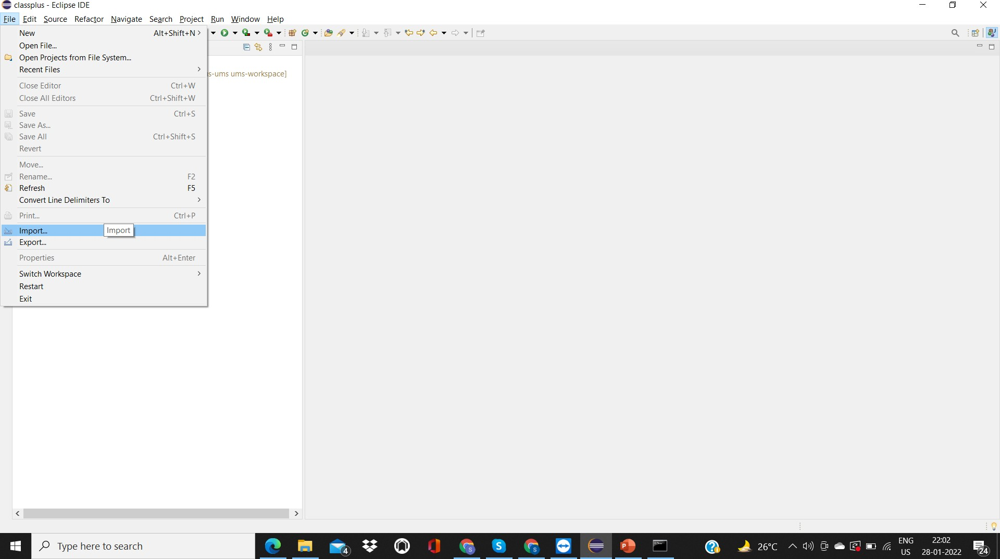 classplus - Eclipse IDE
File Edit Source Refactor Navigate Search Project Run Window Help
New Alt+Shift+N
Open File...
Open Projects from File System...
Recent Files
s-ums ums-workspace]
Close Editor Ctrl+W
Close All Editors Ctrl+Shift+W
Save Ctrl+S
Save As...
Save All Ctrl+Shift+S
Revert
Move...
Rename... F2
Refresh F5
Convert Line Delimiters To
Print... Ctrl+P
Import... Import
Export...
Properties Alt+Enter
Switch Workspace
Restart
Exit
Type here to search
4
S
S
S
P
26°C
ENG
US
22:02
28-01-2022
24